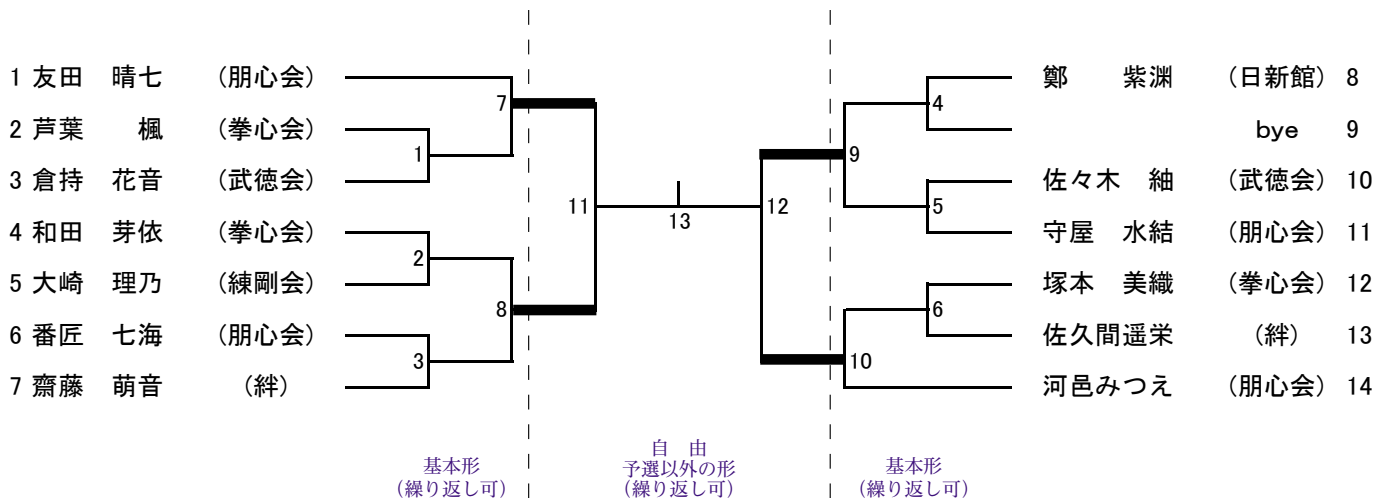 1 友田　晴七　（朋心会）
2 芦葉　　楓　（拳心会）
3 倉持　花音　（武徳会）
4 和田　芽依　（拳心会）
5 大崎　理乃　（練剛会）
6 番匠　七海　（朋心会）
7 齋藤　萌音　（絆）
7
1
2
8
3
11
13
12
9
4
5
6
10
鄭　　紫渊　（日新館） 8
bye 9
佐々木　紬　（武徳会） 10
守屋　水結　（朋心会） 11
塚本　美織　（拳心会） 12
佐久間遥栄　（絆） 13
河邑みつえ　（朋心会） 14
基本形
（繰り返し可）
自　由
予選以外の形
（繰り返し可）
基本形
（繰り返し可）